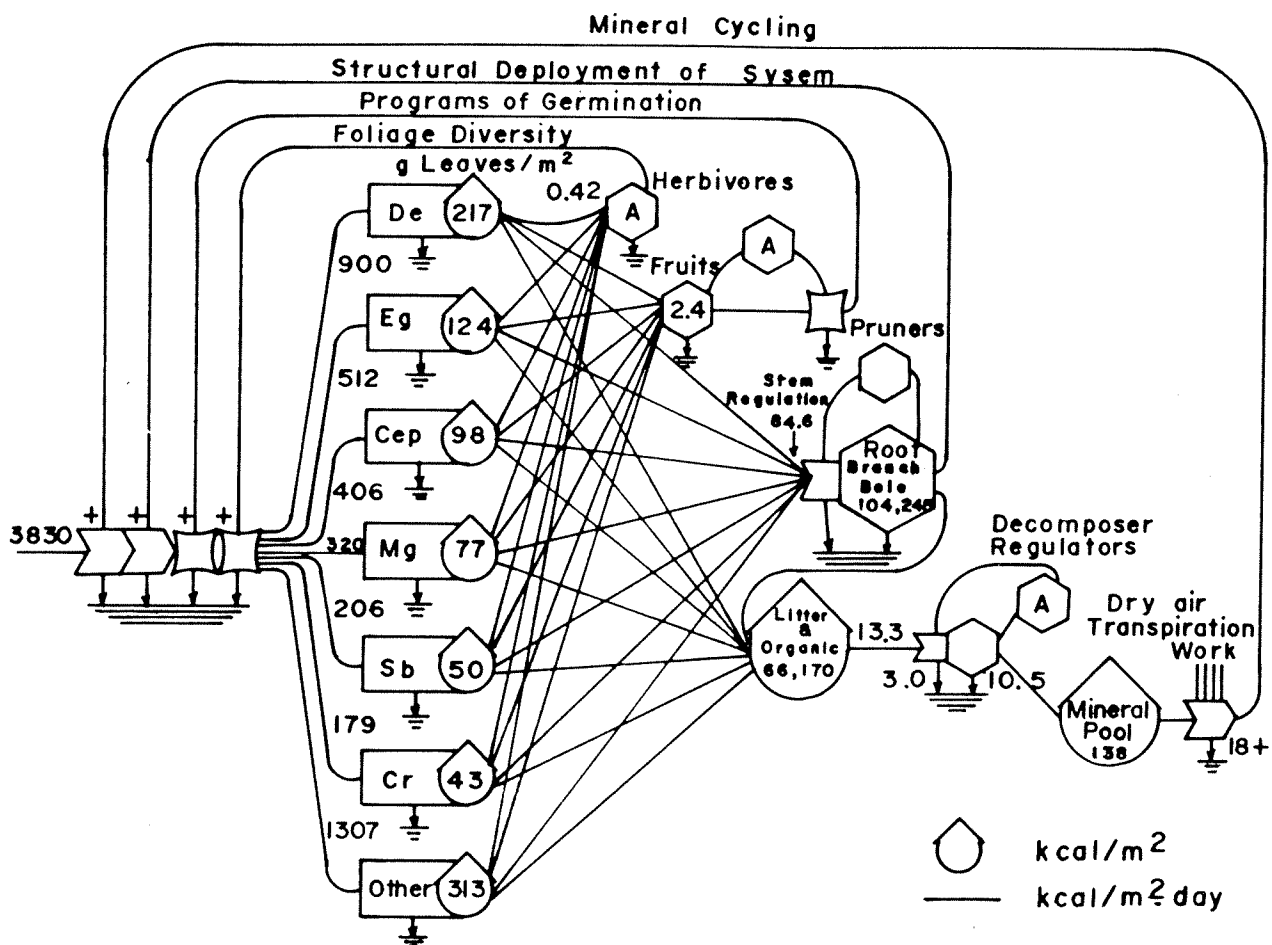 Mineral Cycling
Structural Deployment of Sysem
Programs of Germination
Foliage Diversity
g Leaves/m²
0.42
Herbivores
A
De
217
900
A
Fruits
2.4
Eg
124
512
Pruners
Stem
Regulation
84.6
Cep
98
406
Root
Branch
Bole
104,245
+ + + +
3830
320
Mg
77
206
Decomposer
Regulators
A
Litter
&
Organic
66,170
13.3
3.0
10.5
Dry air
Transpiration
Work
Sb
50
179
Mineral
Pool
138
18+
Cr
43
1307
Other
313
kcal/m²
kcal/m² day